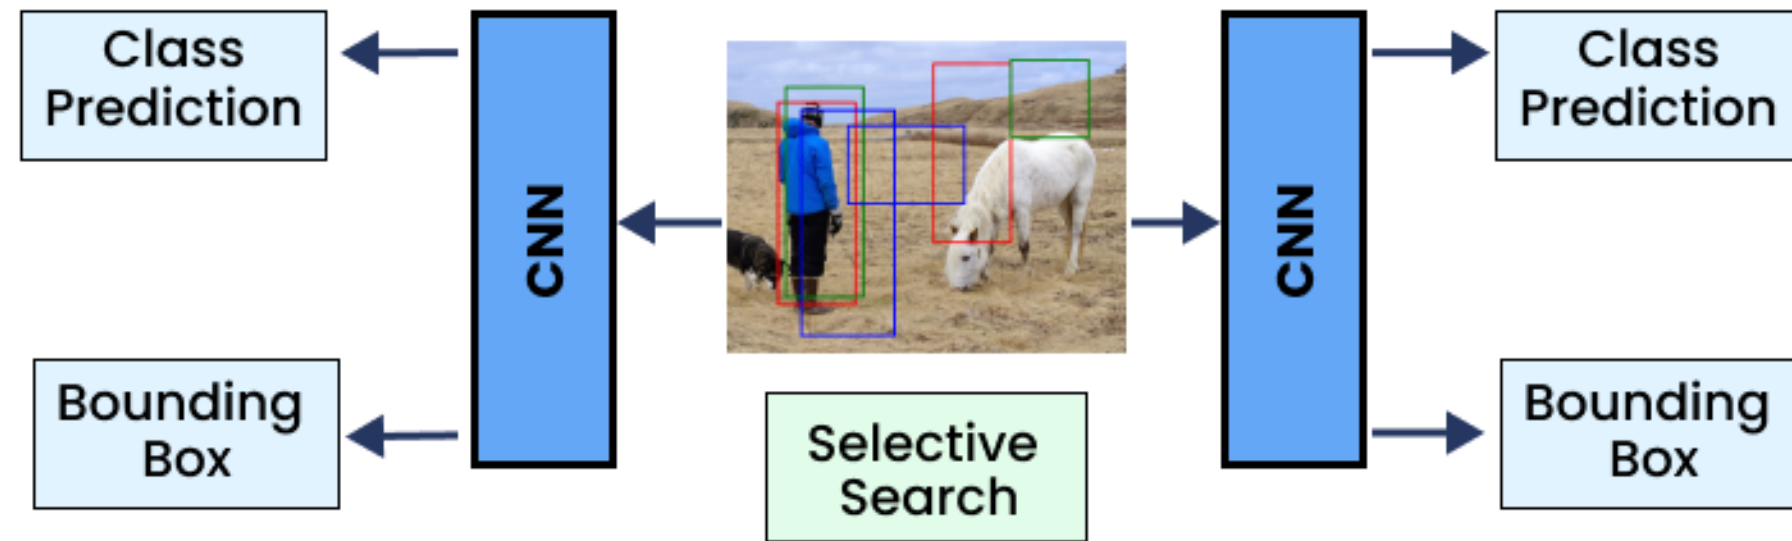 Class
Prediction
CNN
CNN
Class
Prediction
Bounding
Box
Selective
Search
Bounding
Box